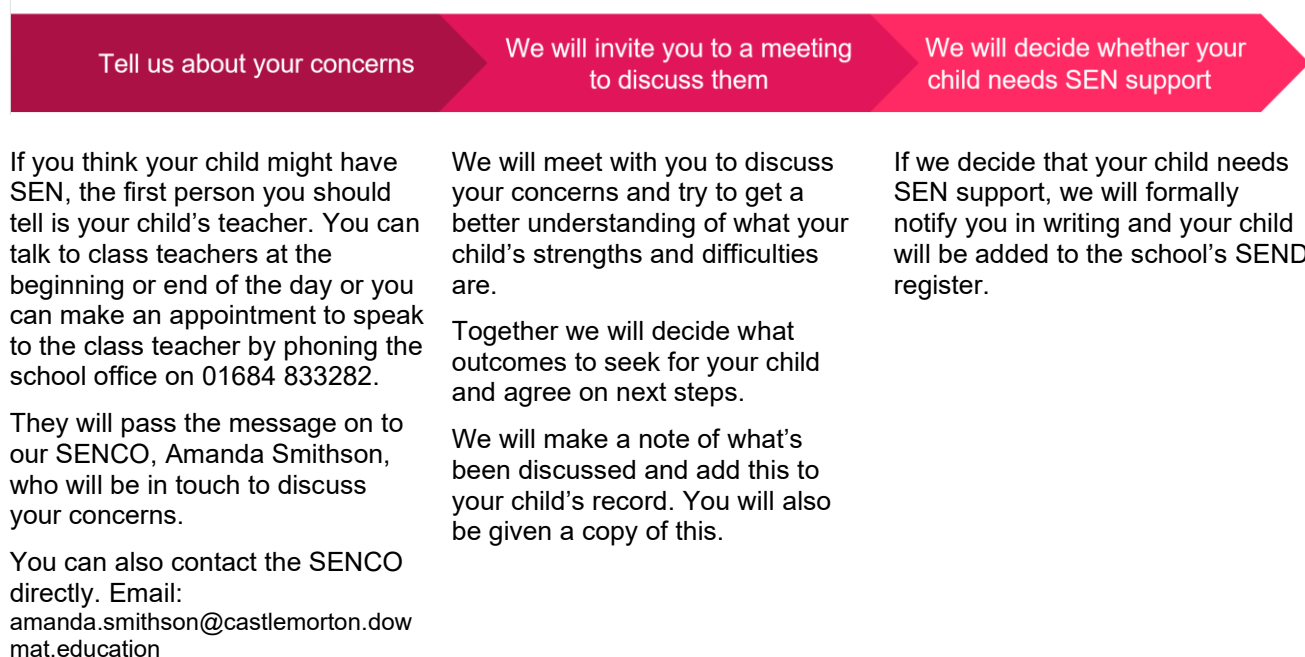 Tell us about your concerns
We will invite you to a meeting
to discuss them
We will decide whether your
child needs SEN support
If you think your child might have
SEN, the first person you should
tell is your child’s teacher. You can
talk to class teachers at the
beginning or end of the day or you
can make an appointment to speak
to the class teacher by phoning the
school office on 01684 833282.
They will pass the message on to
our SENCO, Amanda Smithson,
who will be in touch to discuss
your concerns.
You can also contact the SENCO
directly. Email:
amanda.smithson@castlemorton.dow
mat.education
We will meet with you to discuss
your concerns and try to get a
better understanding of what your
child’s strengths and difficulties
are.
Together we will decide what
outcomes to seek for your child
and agree on next steps.
We will make a note of what’s
been discussed and add this to
your child’s record. You will also
be given a copy of this.
If we decide that your child needs
SEN support, we will formally
notify you in writing and your child
will be added to the school’s SEND
register.